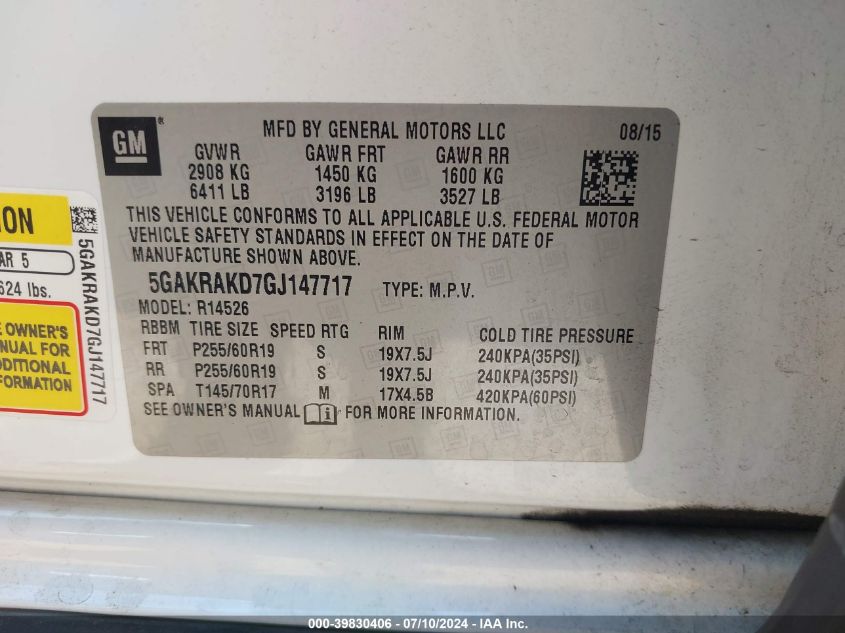 GM
MFD BY GENERAL MOTORS LLC 08/15
GVWR GAWR FRT GAWR RR
2908 KG 1450 KG 1600 KG
6411 LB 3196 LB 3527 LB
THIS VEHICLE CONFORMS TO ALL APPLICABLE U.S. FEDERAL MOTOR
VEHICLE SAFETY STANDARDS IN EFFECT ON THE DATE OF
MANUFACTURE SHOWN ABOVE.
5GAKRAKD7GJ147717 TYPE: M.P.V.
MODEL: R14526
RBBM TIRE SIZE SPEED RTG RIM COLD TIRE PRESSURE
FRT P255/60R19 S 19X7.5J 240KPA(35PSI)
RR P255/60R19 S 19X7.5J 240KPA(35PSI)
SPA T145/70R17 M 17X4.5B 420KPA(60PSI)
SEE OWNER'S MANUAL FOR MORE INFORMATION.
ION
AR 5
624 lbs.
E OWNER'S
NUAL FOR
DDITIONAL
FORMATION
5GAKRAKD7GJ147717
000-39830406 - 07/10/2024 - IAA Inc.